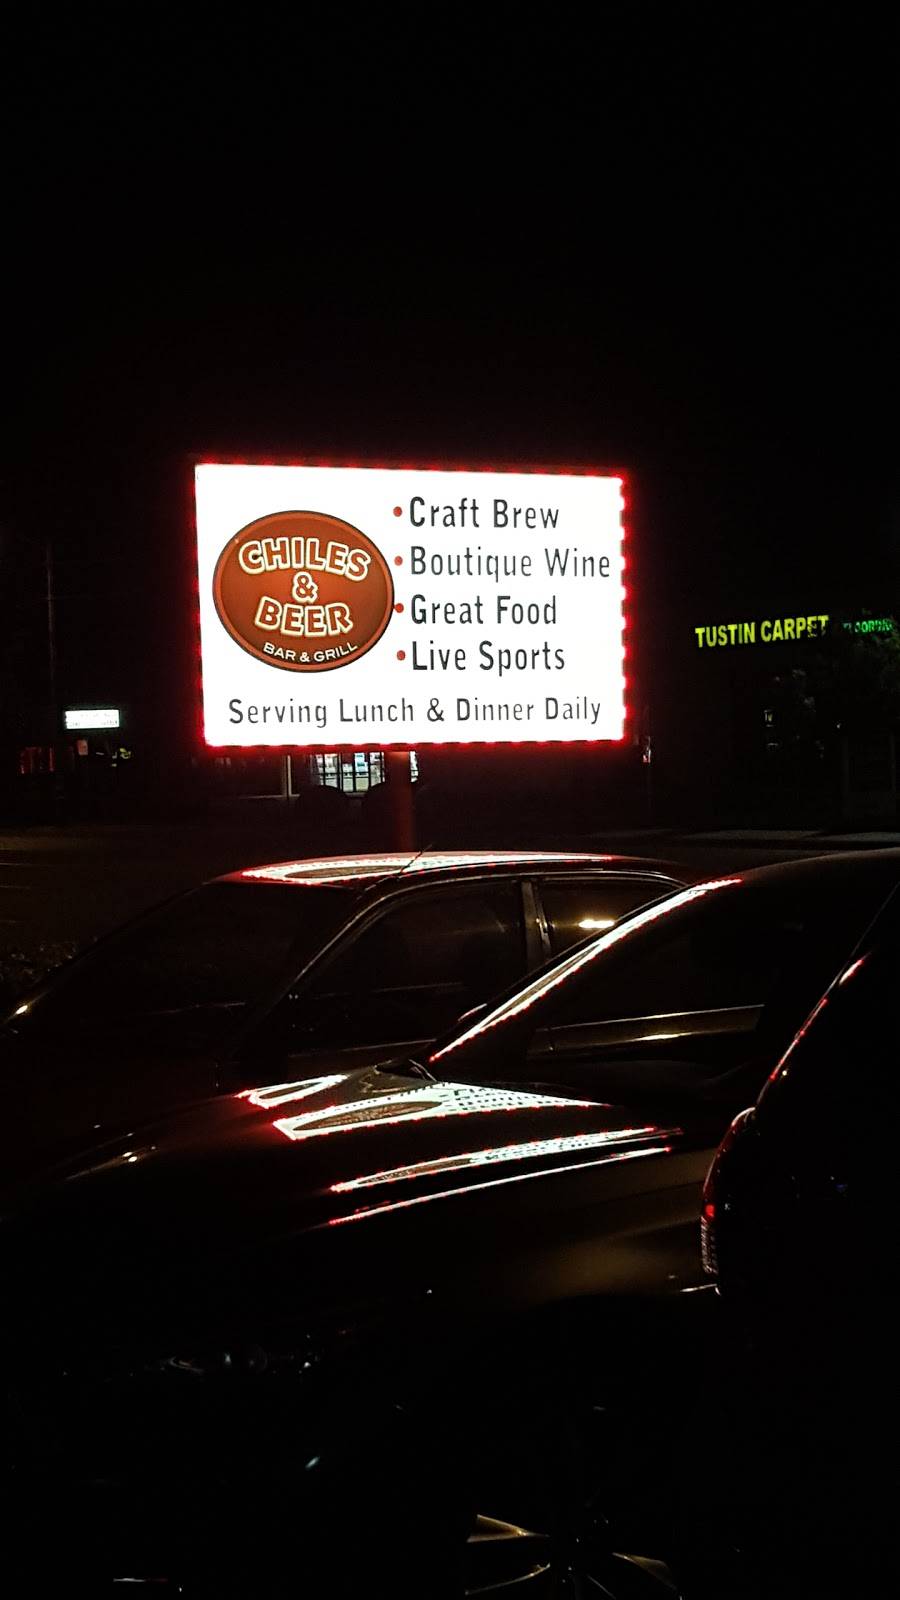 CHILES
&
BEER
BAR & GRILL
•Craft Brew
•Boutique Wine
•Great Food
•Live Sports
Serving Lunch & Dinner Daily
TUSTIN CARPET